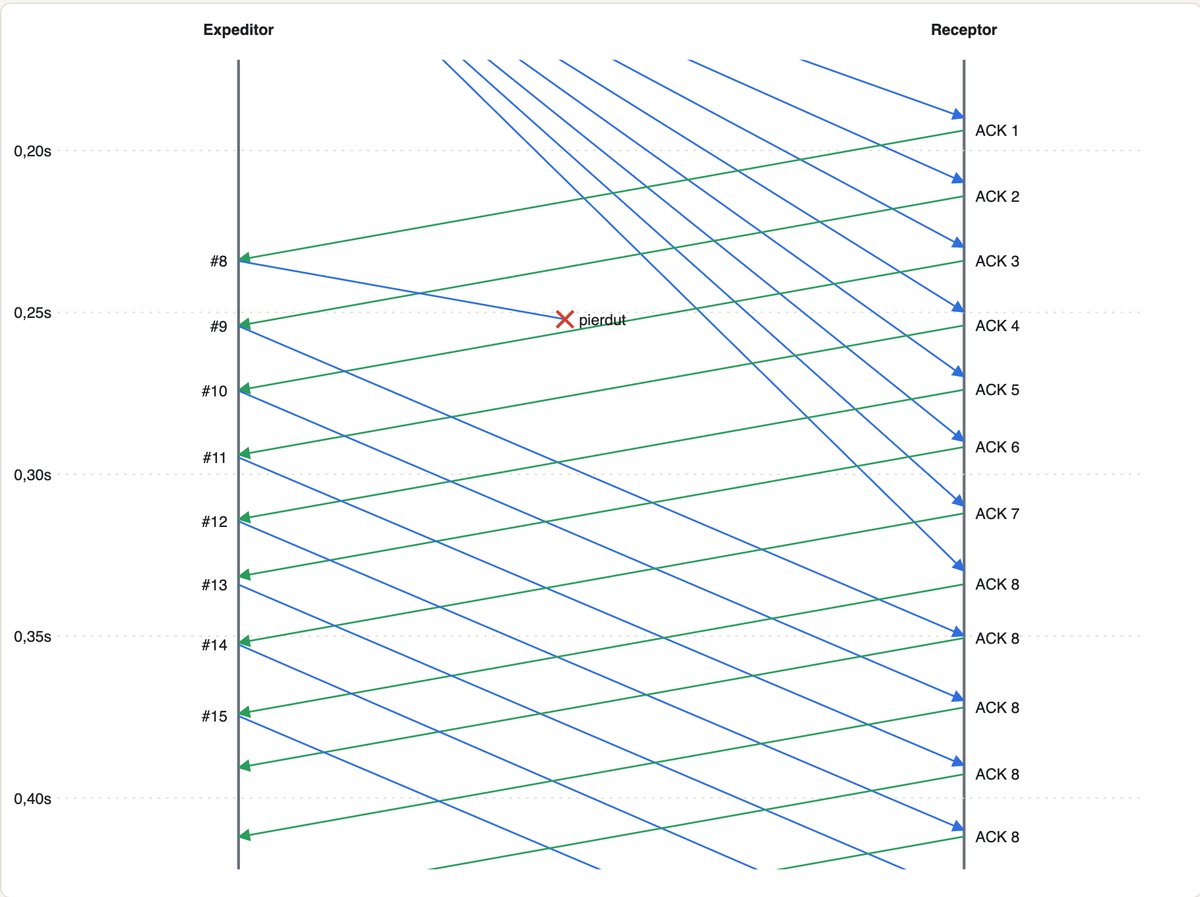 Expeditor
Receptor
ACK 1
0,20s
ACK 2
#8
ACK 3
0,25s
pierdut
#9
ACK 4
#10
ACK 5
#11
ACK 6
0,30s
#12
ACK 7
#13
ACK 8
0,35s
#14
ACK 8
ACK 8
#15
ACK 8
0,40s
ACK 8